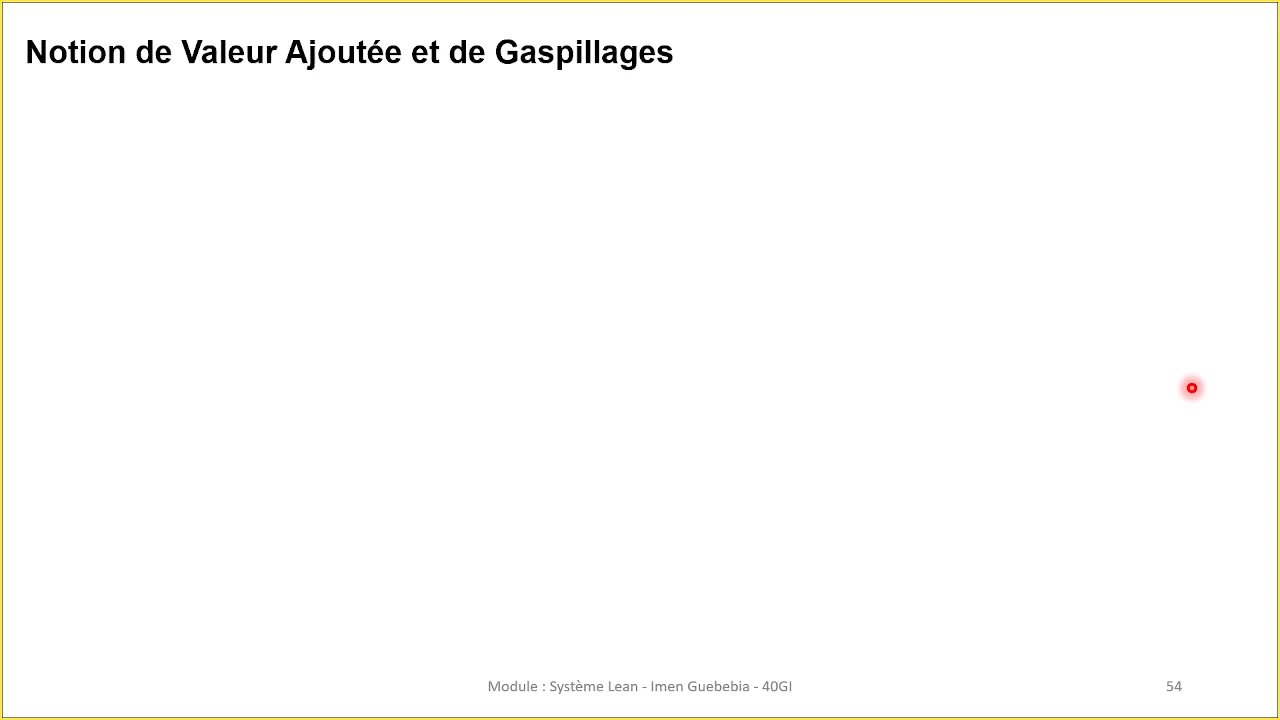 Notion de Valeur Ajoutée et de Gaspillages
Module : Système Lean - Imen Guebebia - 40GI
54